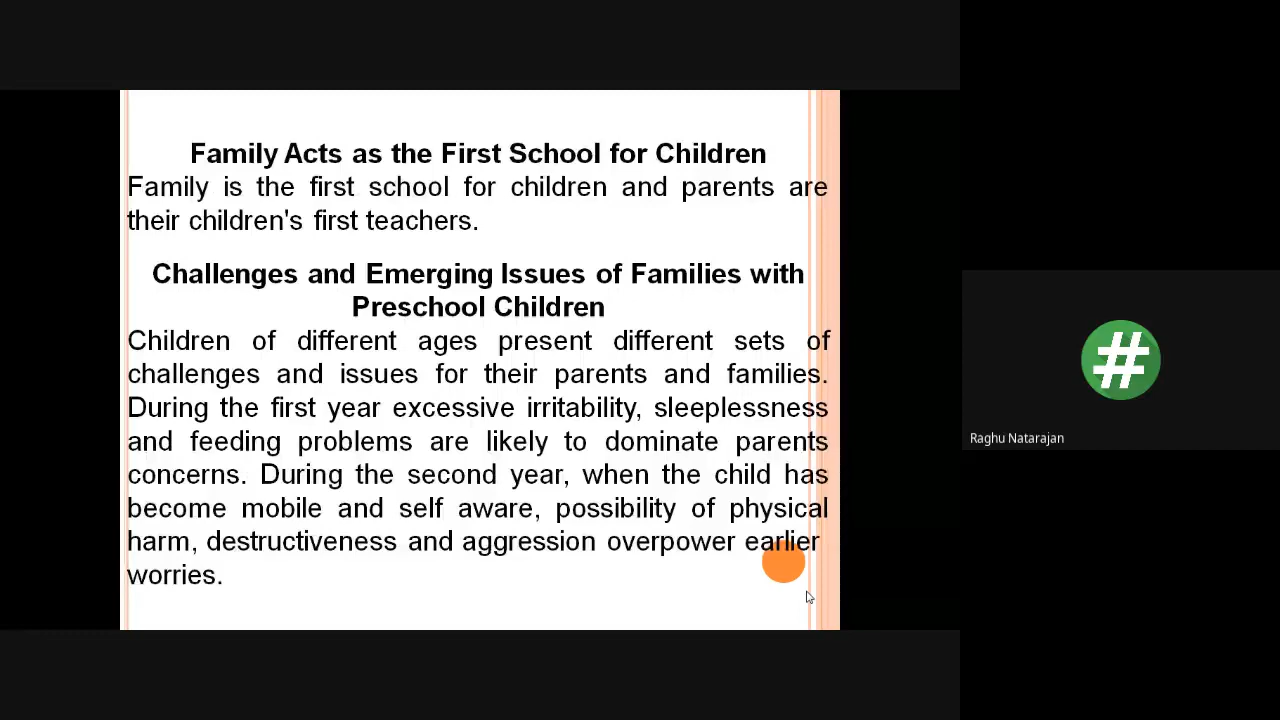 Family Acts as the First School for Children
Family is the first school for children and parents are
their children's first teachers.
Challenges and Emerging Issues of Families with
Preschool Children
Children of different ages present different sets of
challenges and issues for their parents and families.
During the first year excessive irritability, sleeplessness
and feeding problems are likely to dominate parents
concerns. During the second year, when the child has
become mobile and self aware, possibility of physical
harm, destructiveness and aggression overpower earlier
worries.
#
Raghu Natarajan